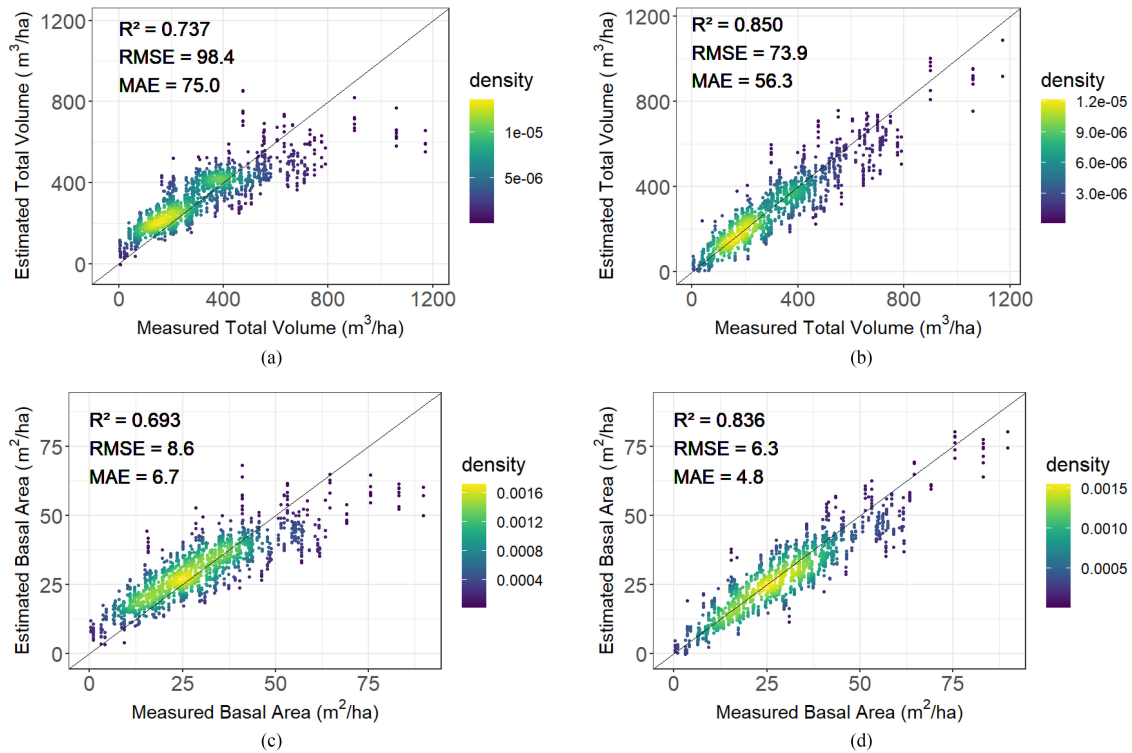 R² = 0.737
RMSE = 98.4
MAE = 75.0
Estimated Total Volume ( m³/ha)
1200
800
400
0
0 400 800 1200
Measured Total Volume (m³/ha)
density
1e-05
5e-06
(a)
R² = 0.850
RMSE = 73.9
MAE = 56.3
Estimated Total Volume ( m³/ha)
1200
800
400
0
0 400 800 1200
Measured Total Volume (m³/ha)
density
1.2e-05
9.0e-06
6.0e-06
3.0e-06
(b)
R² = 0.693
RMSE = 8.6
MAE = 6.7
Estimated Basal Area ( m²/ha)
75
50
25
0
0 25 50 75
Measured Basal Area (m²/ha)
density
0.0016
0.0012
0.0008
0.0004
(c)
R² = 0.836
RMSE = 6.3
MAE = 4.8
Estimated Basal Area ( m²/ha)
75
50
25
0
0 25 50 75
Measured Basal Area (m²/ha)
density
0.0015
0.0010
0.0005
(d)